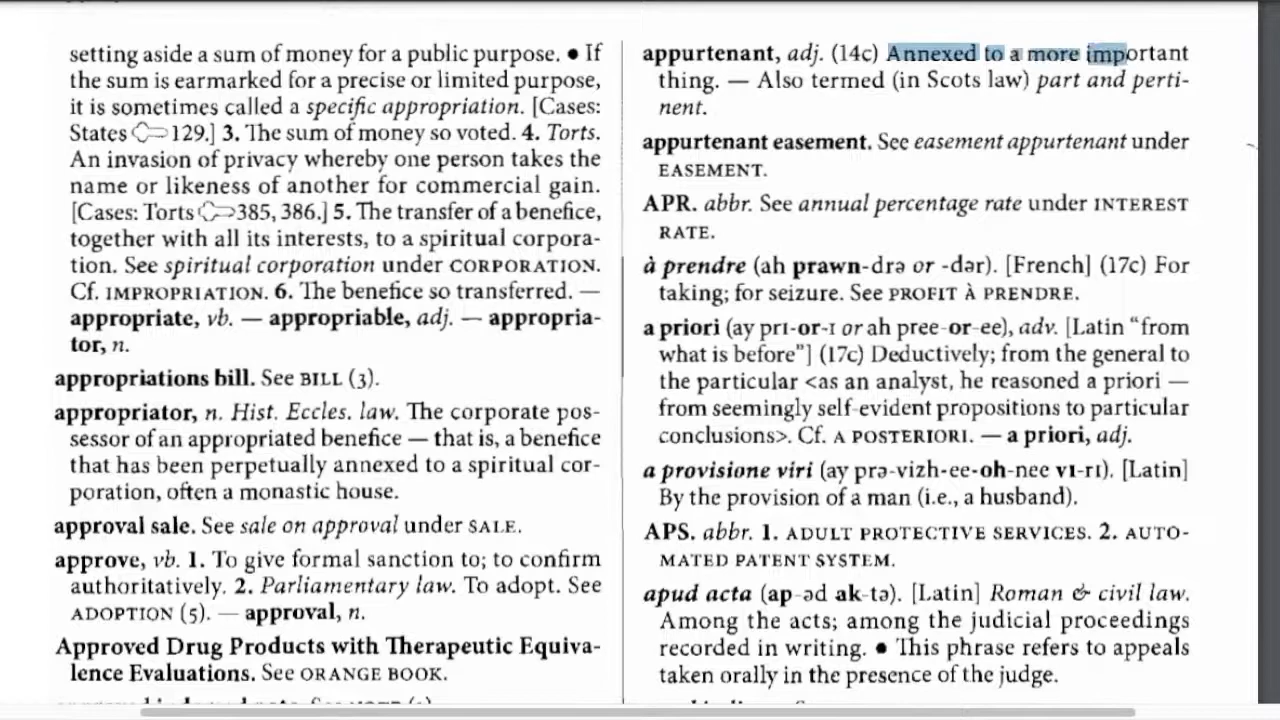 setting aside a sum of money for a public purpose. ● If
the sum is earmarked for a precise or limited purpose,
it is sometimes called a specific appropriation. [Cases:
States 129.] 3. The sum of money so voted. 4. Torts.
An invasion of privacy whereby one person takes the
name or likeness of another for commercial gain.
[Cases: Torts 385, 386.] 5. The transfer of a benefice,
together with all its interests, to a spiritual corpora-
tion. See spiritual corporation under CORPORATION.
Cf. IMPROPRIATION. 6. The benefice so transferred. —
appropriate, vb. — appropriable, adj. — appropria-
tor, n.
appropriations bill. See BILL (3).
appropriator, n. Hist. Eccles. law. The corporate pos-
sessor of an appropriated benefice — that is, a benefice
that has been perpetually annexed to a spiritual cor-
poration, often a monastic house.
approval sale. See sale on approval under SALE.
approve, vb. 1. To give formal sanction to; to confirm
authoritatively. 2. Parliamentary law. To adopt. See
ADOPTION (5). — approval, n.
Approved Drug Products with Therapeutic Equiva-
lence Evaluations. See ORANGE BOOK.
appurtenant, adj. (14c) Annexed to a more important
thing. — Also termed (in Scots law) part and perti-
nent.
appurtenant easement. See easement appurtenant under
EASEMENT.
APR. abbr. See annual percentage rate under INTEREST
RATE.
à prendre (ah prawn-drə or -dər). [French] (17c) For
taking; for seizure. See PROFIT À PRENDRE.
a priori (ay prI-or-I or ah pree-or-ee), adv. [Latin “from
what is before”] (17c) Deductively; from the general to
the particular <as an analyst, he reasoned a priori —
from seemingly self-evident propositions to particular
conclusions>. Cf. A POSTERIORI. — a priori, adj.
a provisione viri (ay prə-vizh-ee-oh-nee vI-rI). [Latin]
By the provision of a man (i.e., a husband).
APS. abbr. 1. ADULT PROTECTIVE SERVICES. 2. AUTO-
MATED PATENT SYSTEM.
apud acta (ap-əd ak-tə). [Latin] Roman & civil law.
Among the acts; among the judicial proceedings
recorded in writing. ● This phrase refers to appeals
taken orally in the presence of the judge.